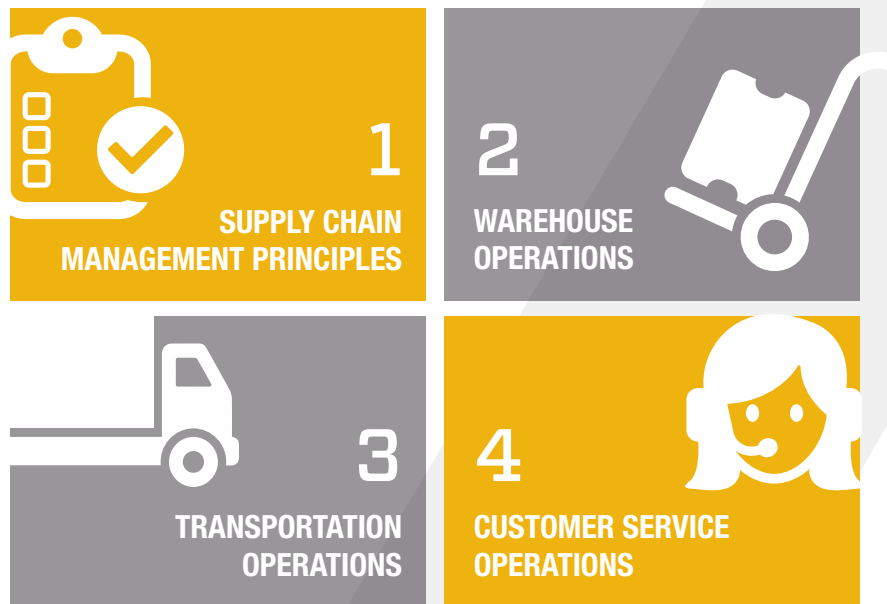 1
SUPPLY CHAIN
MANAGEMENT PRINCIPLES
2
WAREHOUSE
OPERATIONS
3
TRANSPORTATION
OPERATIONS
4
CUSTOMER SERVICE
OPERATIONS